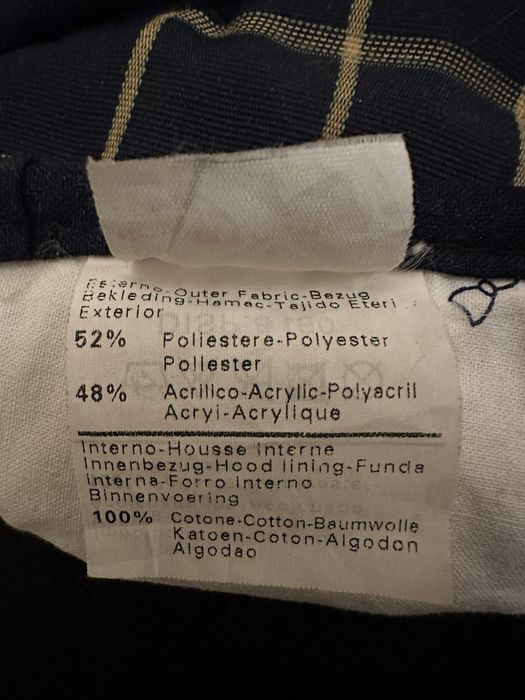 Esterno-Outer Fabric-Bezug
Bekleding-Hamac-Tajido Eteri
Exterior
52% Poliestere-Polyester
Poliester
48% Acrilico-Acrylic-Polyacril
Acryl-Acrylique
Interno-Housse interne
Innenbezug-Hood lining-Funda
interna-Forro interno
Binnenvoering
100% Cotone-Cotton-Baumwolle
Katoen-Coton-Algodon
Algodao